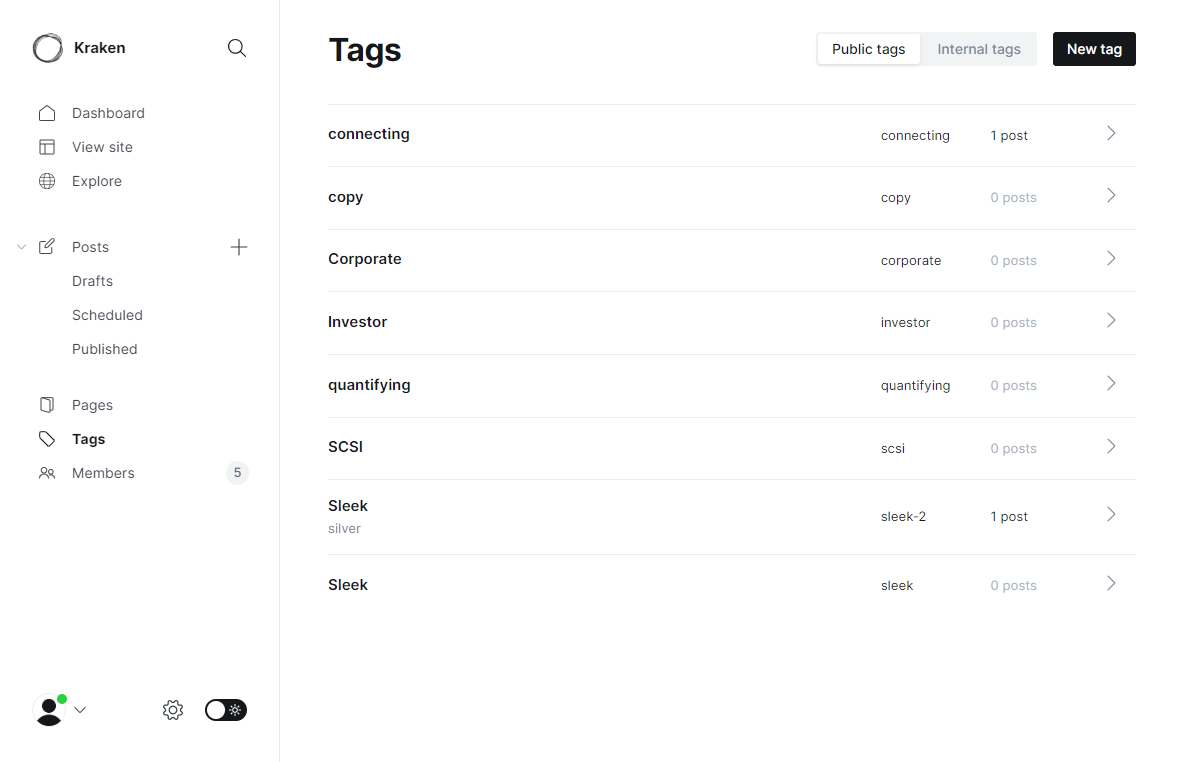 Kraken
Dashboard
View site
Explore
Posts
Drafts
Scheduled
Published
Pages
Tags
Members 5
Tags
Public tags Internal tags New tag
connecting connecting 1 post
copy copy 0 posts
Corporate corporate 0 posts
Investor investor 0 posts
quantifying quantifying 0 posts
SCSI scsi 0 posts
Sleek sleek-2 1 post
silver
Sleek sleek 0 posts